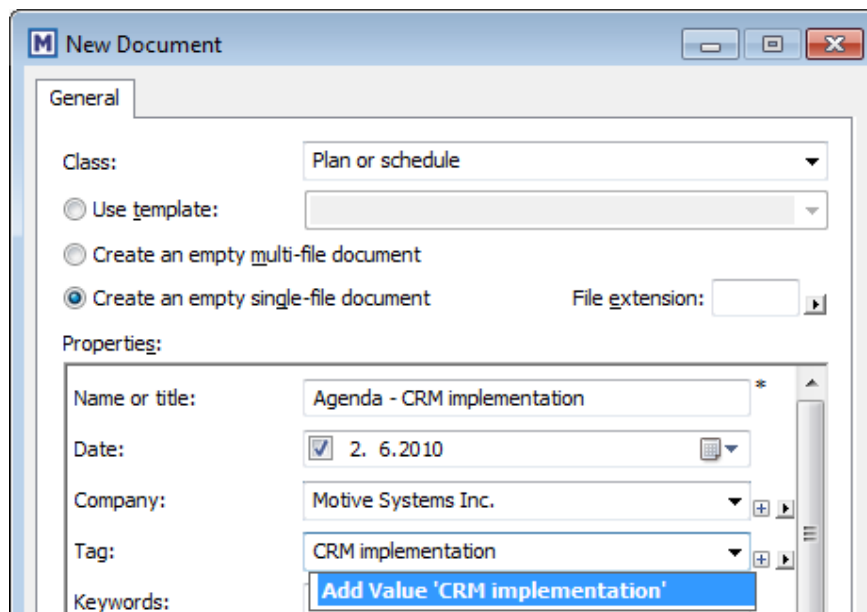 M New Document
General
Class: Plan or schedule
Use template:
Create an empty multi-file document
Create an empty single-file document File extension:
Properties:
Name or title: Agenda - CRM implementation *
Date: 2. 6.2010
Company: Motive Systems Inc.
Tag: CRM implementation
Add Value 'CRM implementation'
Keywords: